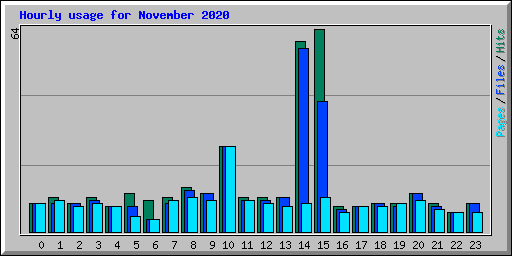 Hourly usage for November 2020
64
Pages/Files/Hits
0 1 2 3 4 5 6 7 8 9 10 11 12 13 14 15 16 17 18 19 20 21 22 23